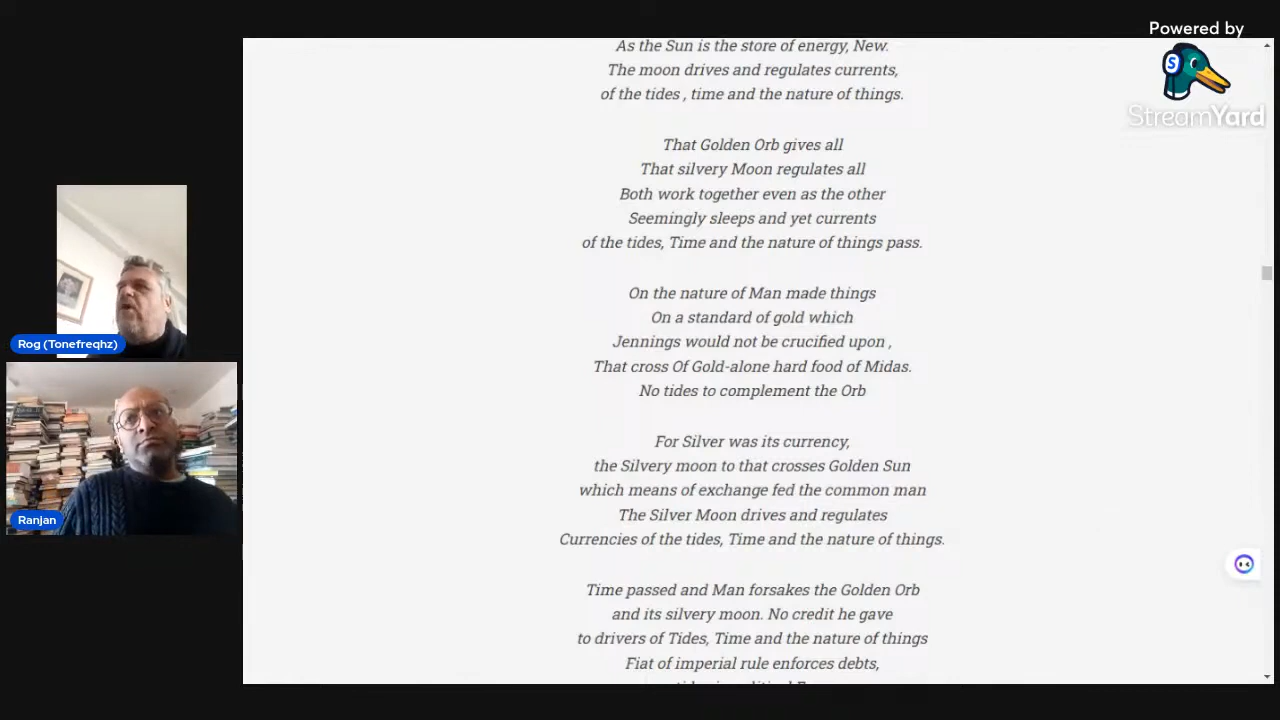 Powered by
StreamYard
As the Sun is the store of energy, New.
The moon drives and regulates currents,
of the tides , time and the nature of things.
That Golden Orb gives all
That silvery Moon regulates all
Both work together even as the other
Seemingly sleeps and yet currents
of the tides, Time and the nature of things pass.
On the nature of Man made things
On a standard of gold which
Jennings would not be crucified upon ,
That cross Of Gold-alone hard food of Midas.
No tides to complement the Orb
For Silver was its currency,
the Silvery moon to that crosses Golden Sun
which means of exchange fed the common man
The Silver Moon drives and regulates
Currencies of the tides, Time and the nature of things.
Time passed and Man forsakes the Golden Orb
and its silvery moon. No credit he gave
to drivers of Tides, Time and the nature of things
Fiat of imperial rule enforces debts,
Rog (Tonefreqhz)
Ranjan